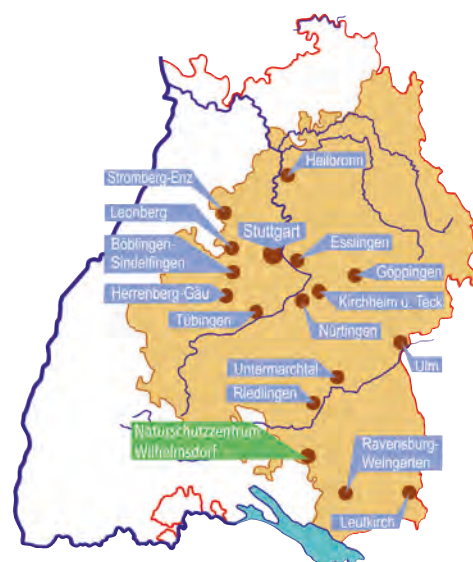 Heilbronn
Stromberg-Enz
Leonberg
Stuttgart
Böblingen-
Sindelfingen
Esslingen
Göppingen
Herrenberg-Gäu
Kirchheim u. Teck
Tübingen
Nürtingen
Ulm
Untermarchtal
Riedlingen
Naturschutzzentrum
Wilhelmsdorf
Ravensburg-
Weingarten
Leutkirch